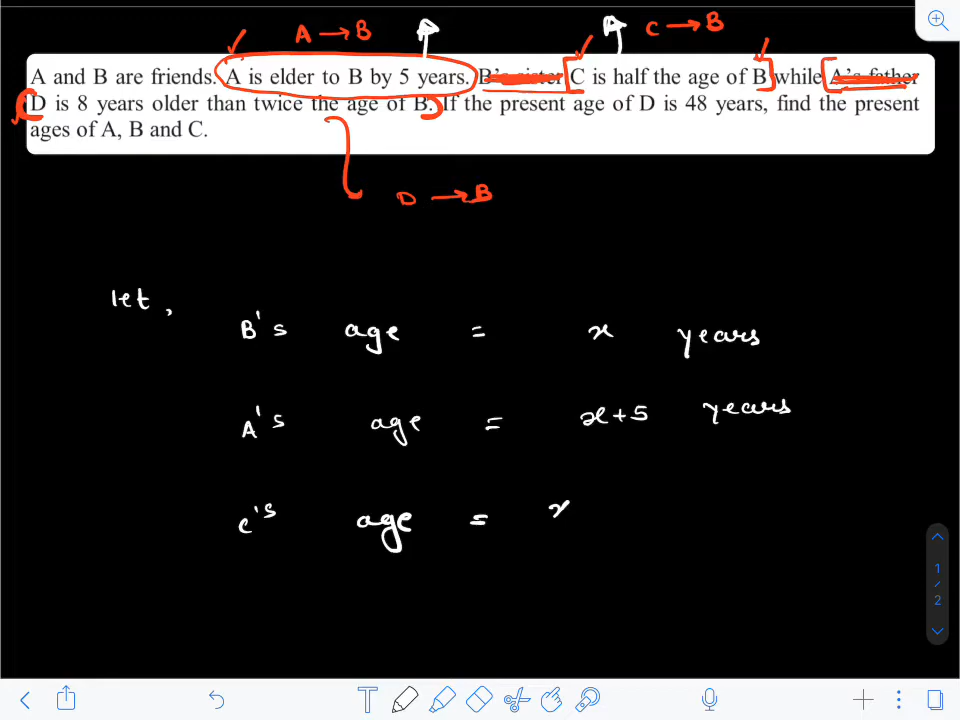 A → B
C → B
A and B are friends. A is elder to B by 5 years. B's sister C is half the age of B while A's father
D is 8 years older than twice the age of B. If the present age of D is 48 years, find the present
ages of A, B and C.
D → B
let,
B's age = x years
A's age = x+5 years
C's age = x
1
/
2
T